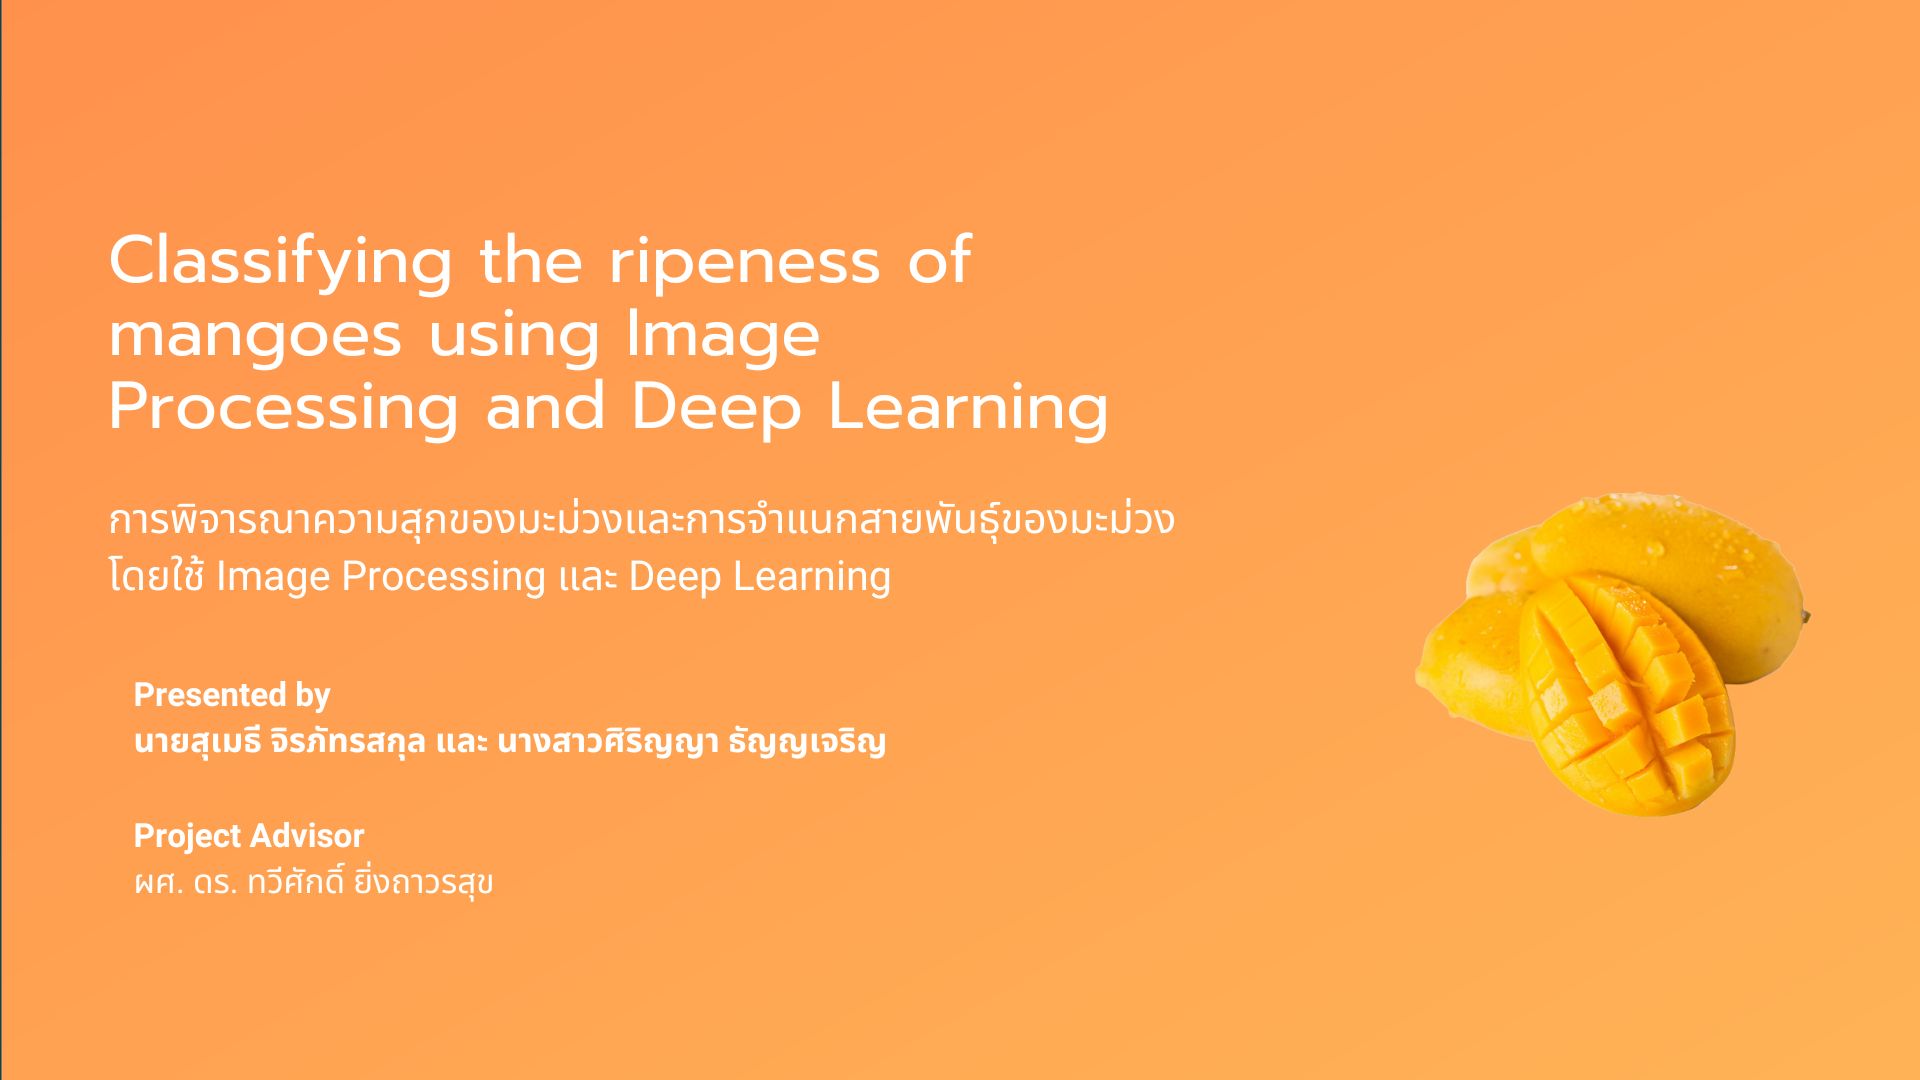 Classifying the ripeness of
mangoes using Image
Processing and Deep Learning
การพิจารณาความสุกของมะม่วงและการจำแนกสายพันธุ์ของมะม่วง
โดยใช้ Image Processing และ Deep Learning
Presented by
นายสุเมธี จิรภัทรสกุล และ นางสาวศิริญญา ธัญญเจริญ
Project Advisor
ผศ. ดร. ทวีศักดิ์ ยิ่งถาวรสุข